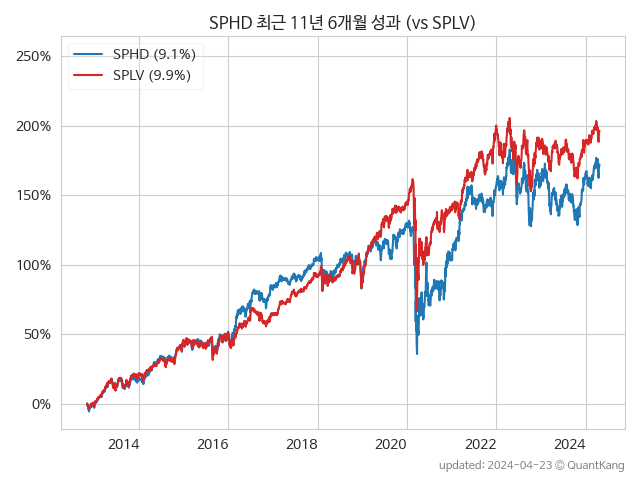 SPHD 최근 11년 6개월 성과 (vs SPLV)
SPHD (9.1%)
SPLV (9.9%)
250%
200%
150%
100%
50%
0%
2014 2016 2018 2020 2022 2024
updated: 2024-04-23 © QuantKang